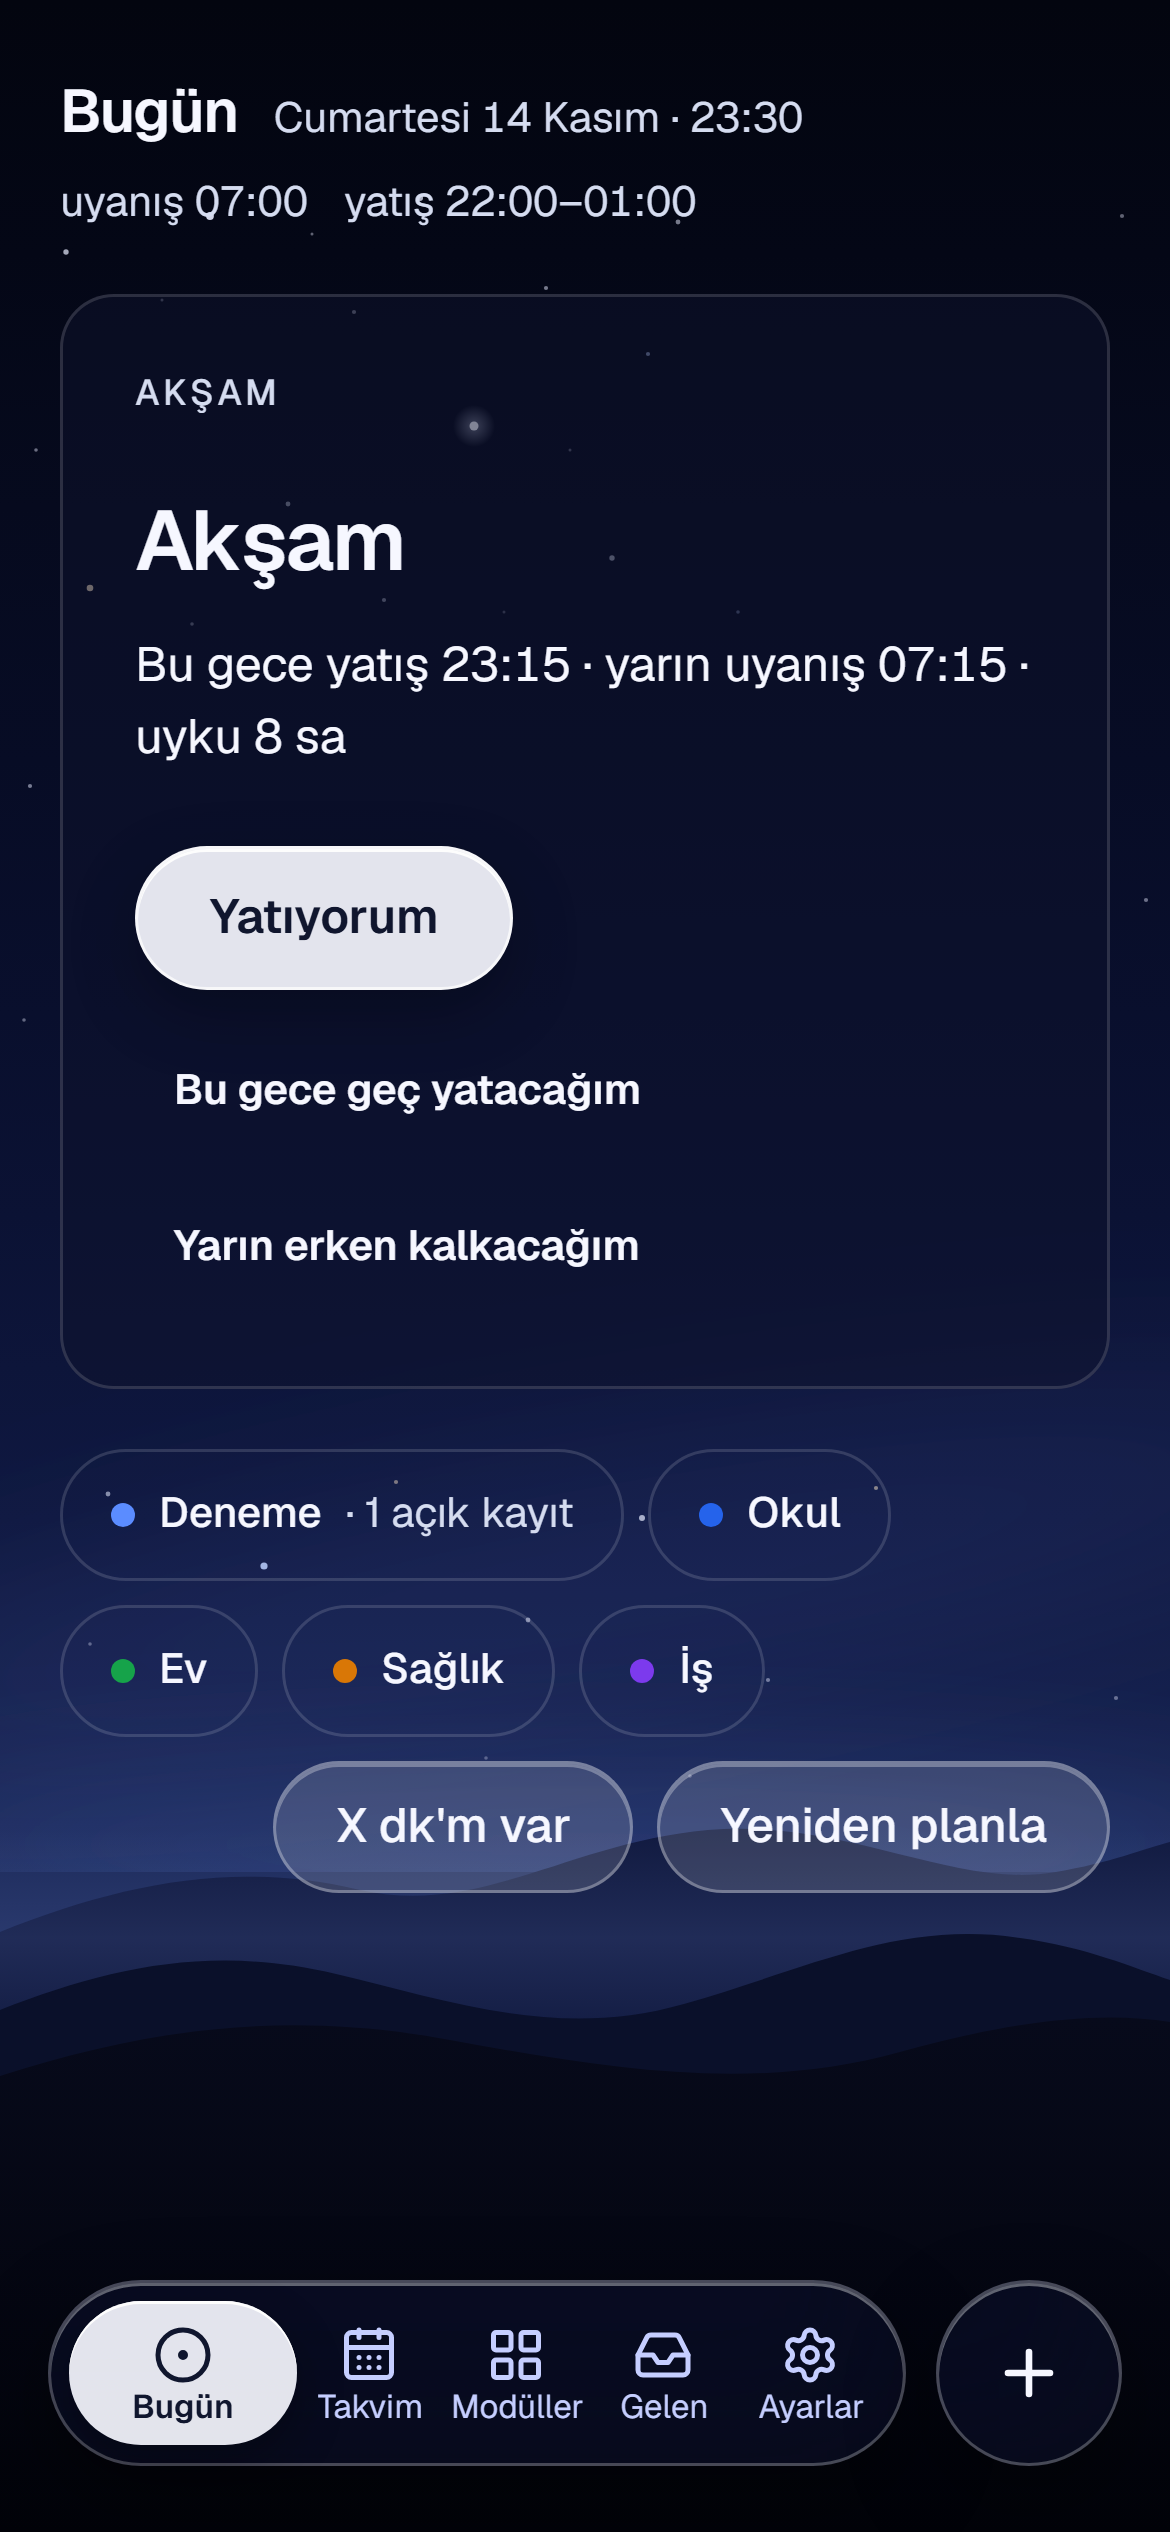 Bugün Cumartesi 14 Kasım · 23:30
uyanış 07:00 yatış 22:00–01:00
AKŞAM
Akşam
Bu gece yatış 23:15 · yarın uyanış 07:15 ·
uyku 8 sa
Yatıyorum
Bu gece geç yatacağım
Yarın erken kalkacağım
Deneme · 1 açık kayıt Okul
Ev Sağlık İş
X dk'm var Yeniden planla
Bugün Takvim Modüller Gelen Ayarlar